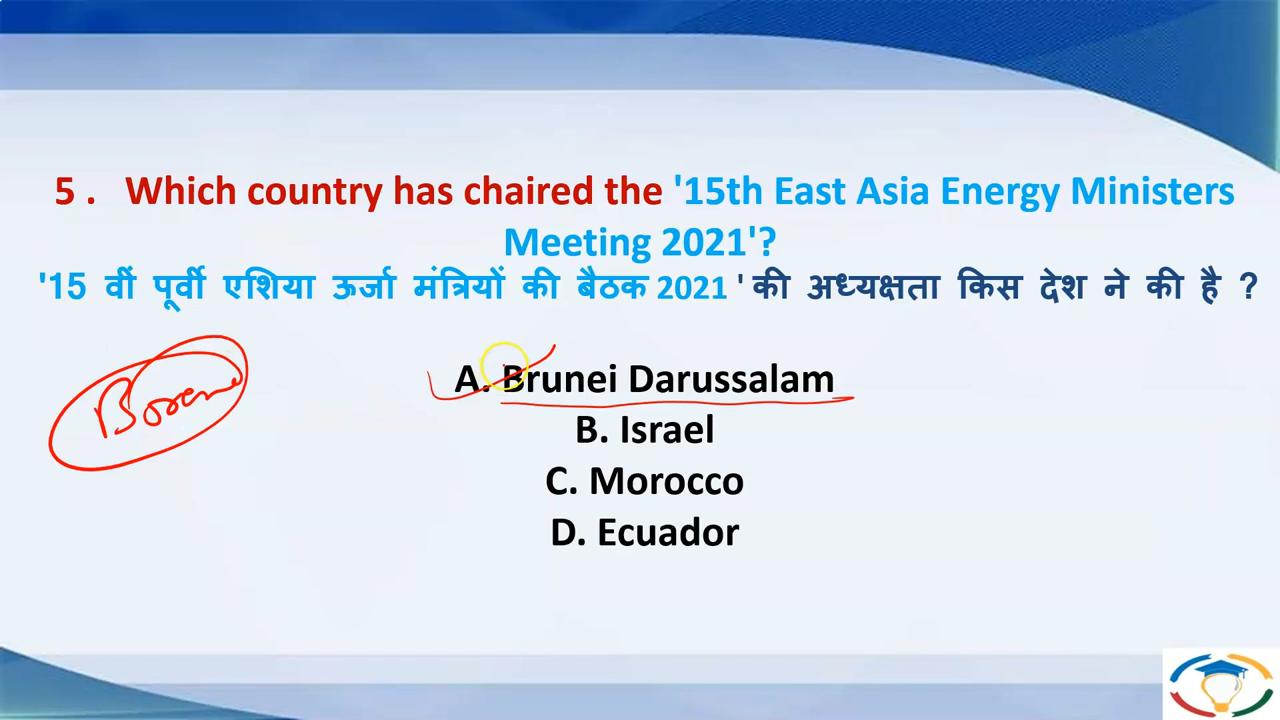 5 . Which country has chaired the '15th East Asia Energy Ministers
Meeting 2021'?
'15 वीं पूर्वी एशिया ऊर्जा मंत्रियों की बैठक 2021 ' की अध्यक्षता किस देश ने की है ?
A. Brunei Darussalam
B. Israel
C. Morocco
D. Ecuador